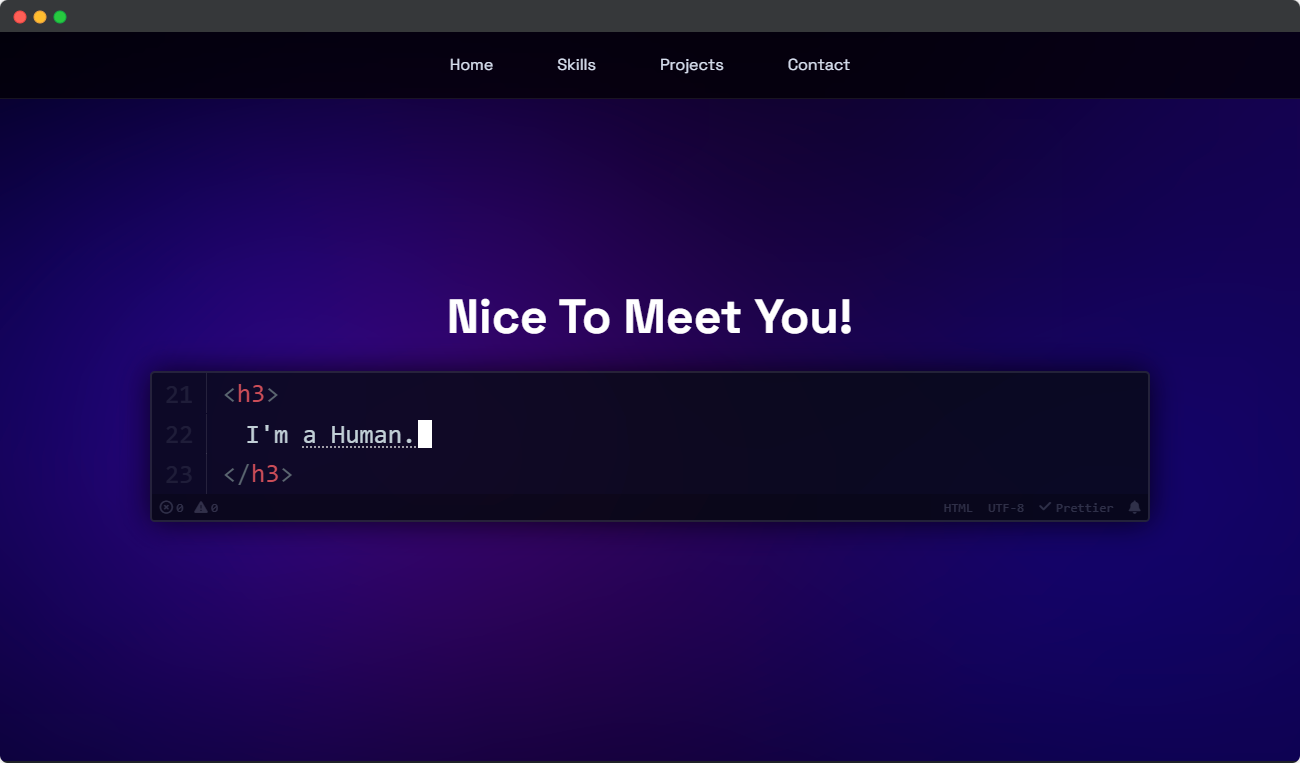 Home Skills Projects Contact
Nice To Meet You!
21 <h3>
22 I'm a Human.
23 </h3>
0 0 HTML UTF-8 Prettier